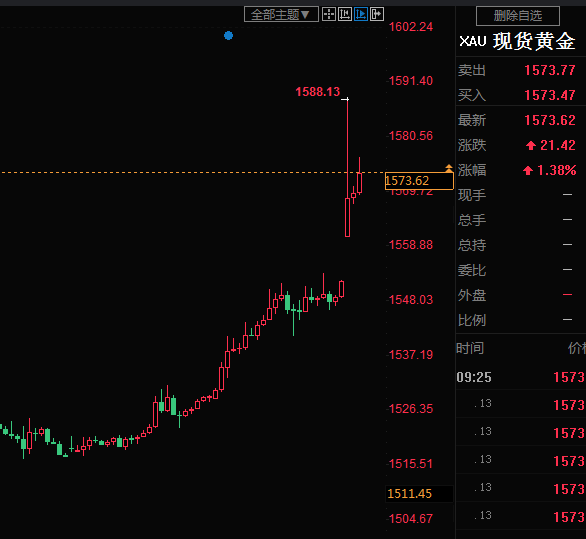 全部主题▼
1602.24
1591.40
1580.56
1573.62
1569.72
1558.88
1548.03
1537.19
1526.35
1515.51
1511.45
1504.67
1588.13
删除自选
XAU 现货黄金
卖出 1573.77
买入 1573.47
最新 1573.62
涨跌 21.42
涨幅 1.38%
现手 —
总手 —
总持 —
委比 —
外盘 —
比例 —
时间 价格
09:25 1573
.13 1573
.13 1573
.13 1573
.13 1573
.13 1573